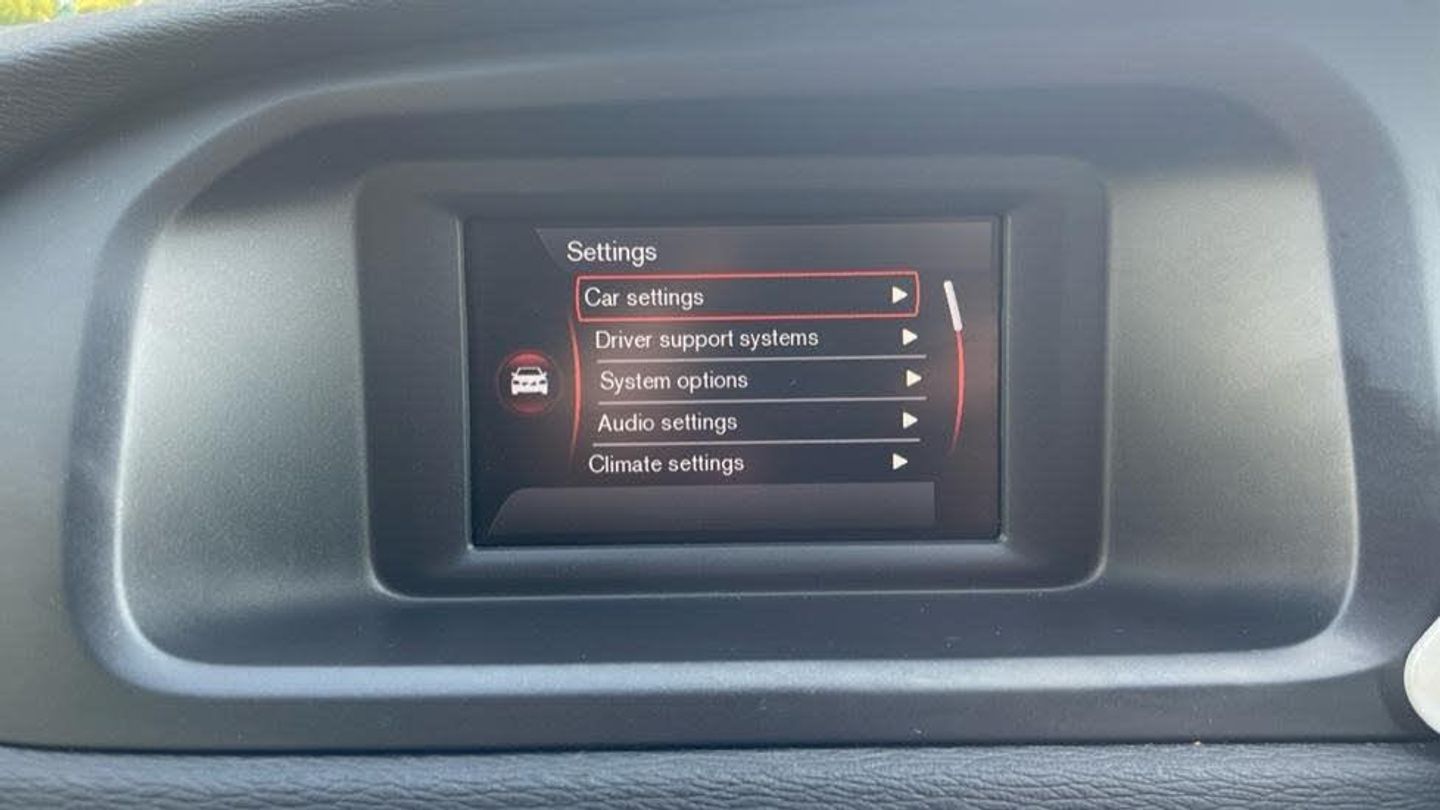 Settings
Car settings
Driver support systems
System options
Audio settings
Climate settings